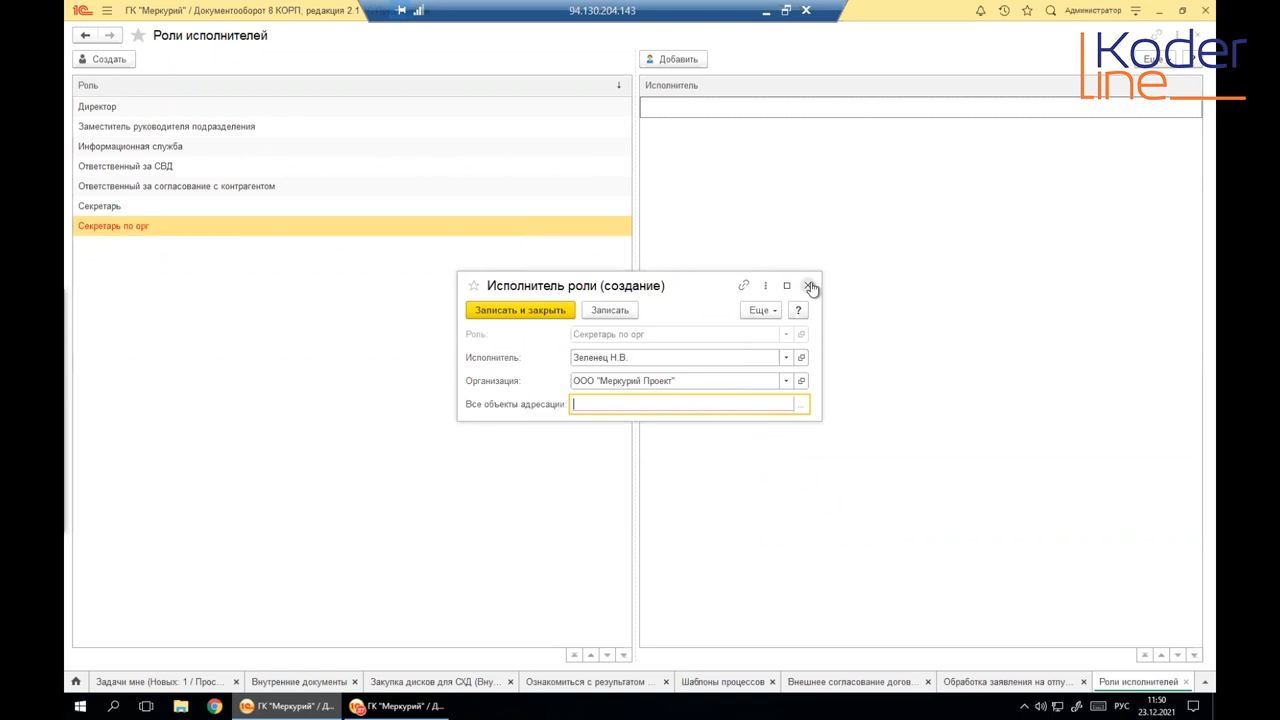 ГК "Меркурий" / Документооборот 8 КОРП, редакция 2.1
94.130.204.143
Администратор
Роли исполнителей
Koder
line
Создать
Добавить
Роль
Исполнитель
Директор
Заместитель руководителя подразделения
Информационная служба
Ответственный за СВД
Ответственный за согласование с контрагентом
Секретарь
Секретарь по орг
Исполнитель роли (создание)
Записать и закрыть
Записать
Еще
?
Роль:
Секретарь по орг
Исполнитель:
Зеленец Н.В.
Организация:
ООО "Меркурий Проект"
Все объекты адресации:
...
Задачи мне (Новых: 1 / Прос...
Внутренние документы
Закупка дисков для СХД (Вну...
Ознакомиться с результатом ...
Шаблоны процессов
Внешнее согласование догов...
Обработка заявления на отпу...
Роли исполнителей
ГК "Меркурий" / Д...
ГК "Меркурий" / Д...
РУС
11:50
23.12.2021